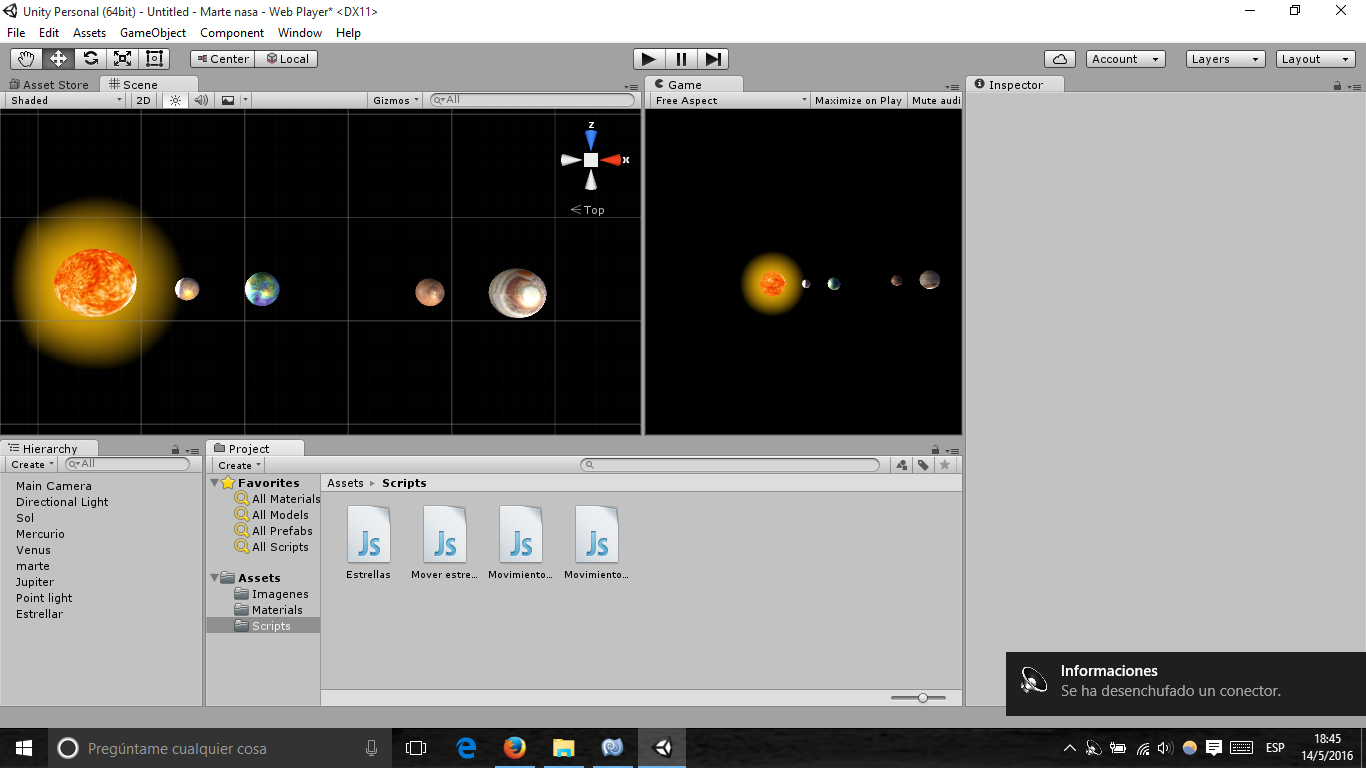 Unity Personal (64bit) - Untitled - Marte nasa - Web Player* <DX11>
File Edit Assets GameObject Component Window Help
Center Local Account Layers Layout
Asset Store Scene Game Inspector
Shaded 2D Gizmos All Free Aspect Maximize on Play Mute audi
z
x
Top
Hierarchy
Create All
Main Camera
Directional Light
Sol
Mercurio
Venus
marte
Jupiter
Point light
Estrellar
Project
Create
Favorites
All Materials
All Models
All Prefabs
All Scripts
Assets
Imagenes
Materials
Scripts
Assets ▸ Scripts
Js Js Js Js
Estrellas Mover estre... Movimiento... Movimiento...
Informaciones
Se ha desenchufado un conector.
Pregúntame cualquier cosa
ESP
18:45
14/5/2016